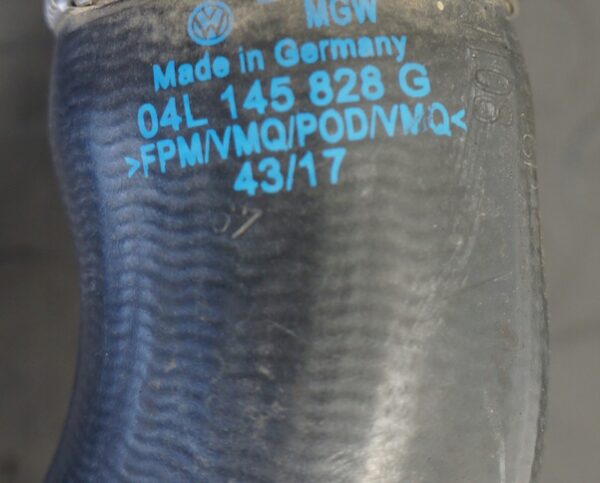 MGW
Made in Germany
04L 145 828 G
>FPM/VMQ/POD/VMQ<
43/17